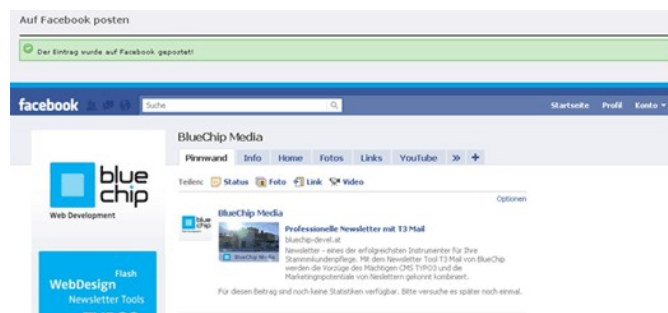 Auf Facebook posten
Der Eintrag wurde auf Facebook gepostet!
facebook Suche Startseite Profil Konto
BlueChip Media
Pinnwand Info Home Fotos Links YouTube » +
Teilen: Status Foto Link Video
Optionen
blue chip
Web Development
BlueChip Media
blue chip
Professionelle Newsletter mit T3 Mail
bluechip-devel.at
Newsletter - eines der erfolgreichsten Instrumenter für Ihre
Stammkundenpflege. Mit dem Newsletter Tool T3 Mail von BlueChip
werden die Vorzüge des Mächtigen CMS TYPO3 und die
Marketingpotentiale von Newslettern gekonnt kombiniert.
Für diesen Beitrag sind noch keine Statistiken verfügbar. Bitte versuche es später noch einmal.
Flash
WebDesign
Newsletter Tools